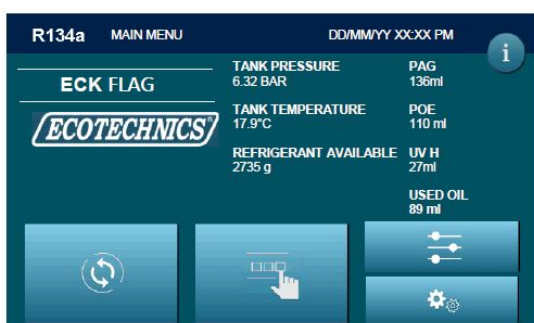 R134a MAIN MENU DD/MM/YY XX:XX PM
i
ECK FLAG
ECOTECHNICS®
TANK PRESSURE
6.32 BAR
TANK TEMPERATURE
17.9°C
REFRIGERANT AVAILABLE
2735 g
PAG
136ml
POE
110 ml
UV H
27ml
USED OIL
89 ml